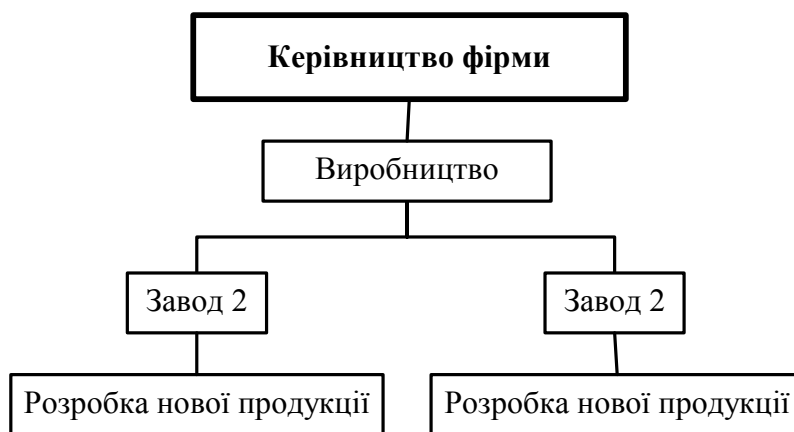 Керівництво фірми
Виробництво
Завод 2
Завод 2
Розробка нової продукції
Розробка нової продукції